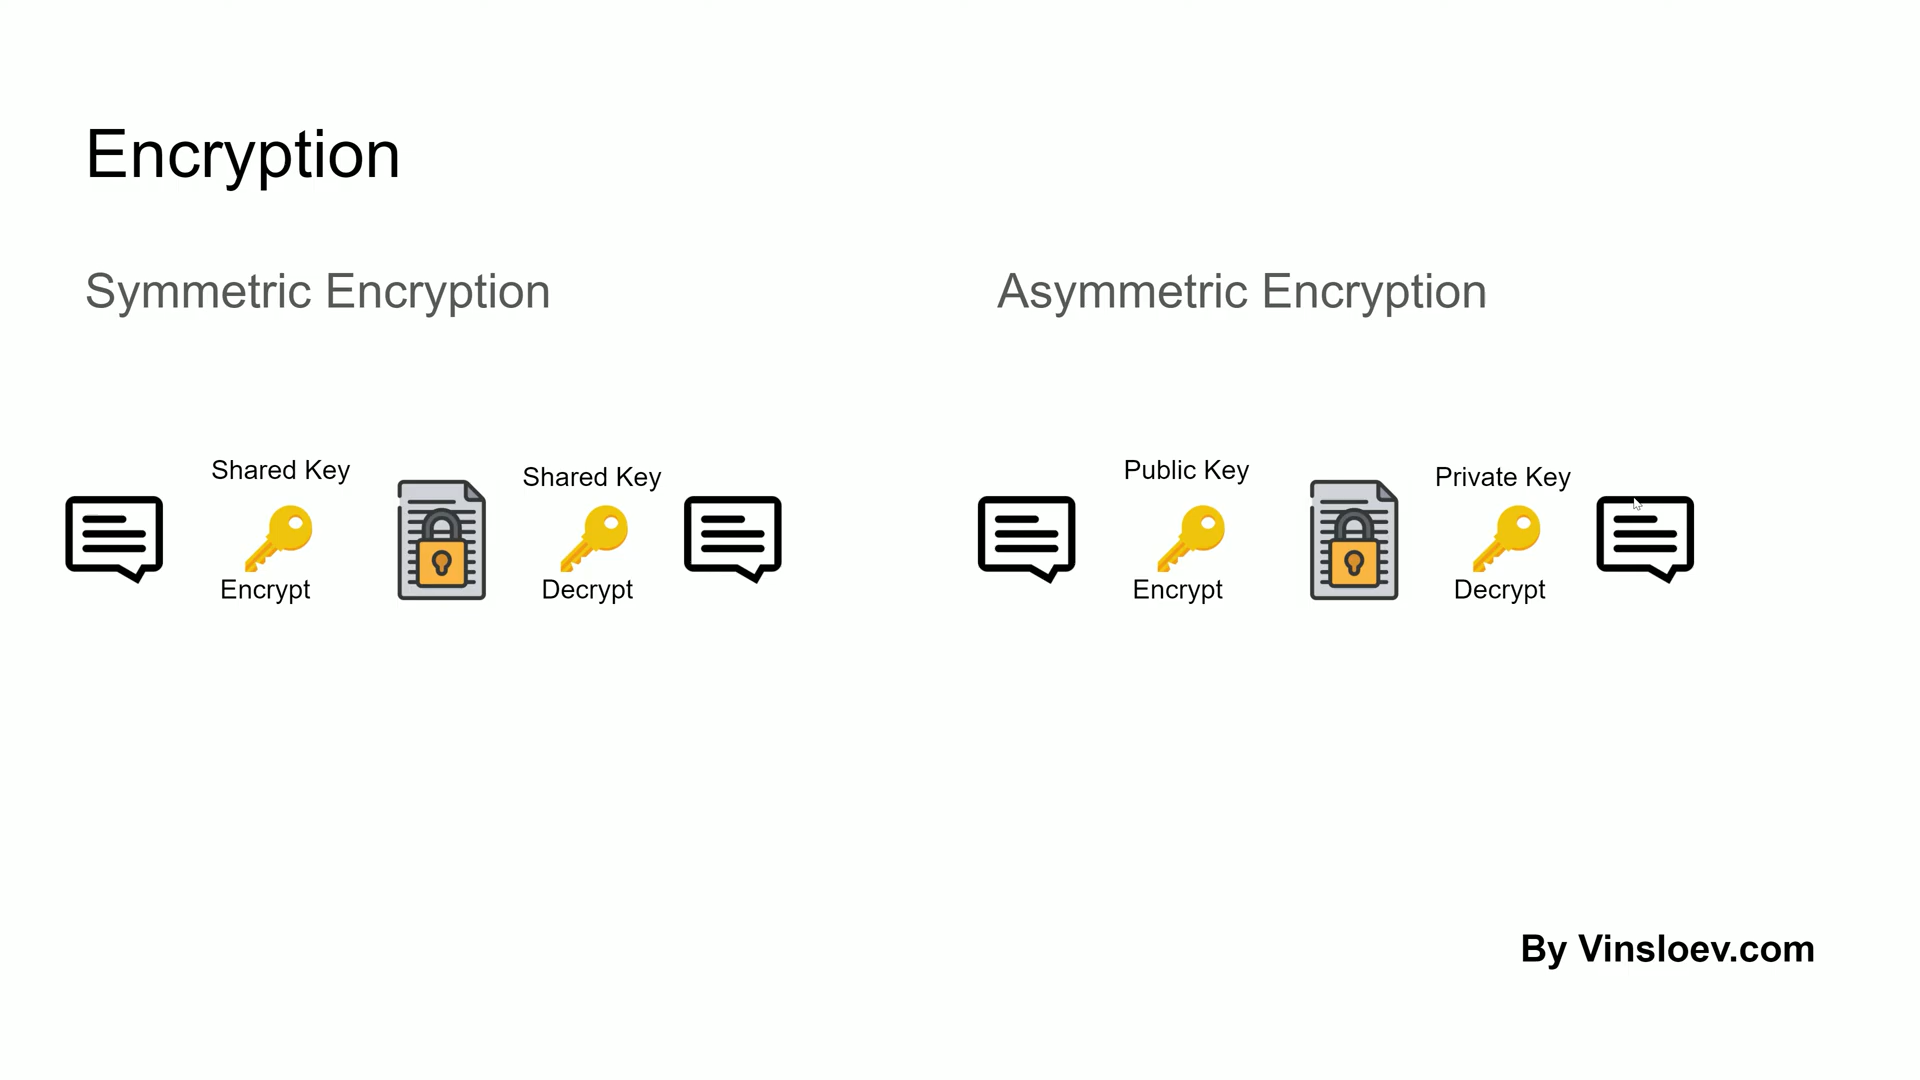 Encryption
Symmetric Encryption
Shared Key
Encrypt
Shared Key
Decrypt
Asymmetric Encryption
Public Key
Encrypt
Private Key
Decrypt
By Vinsloev.com